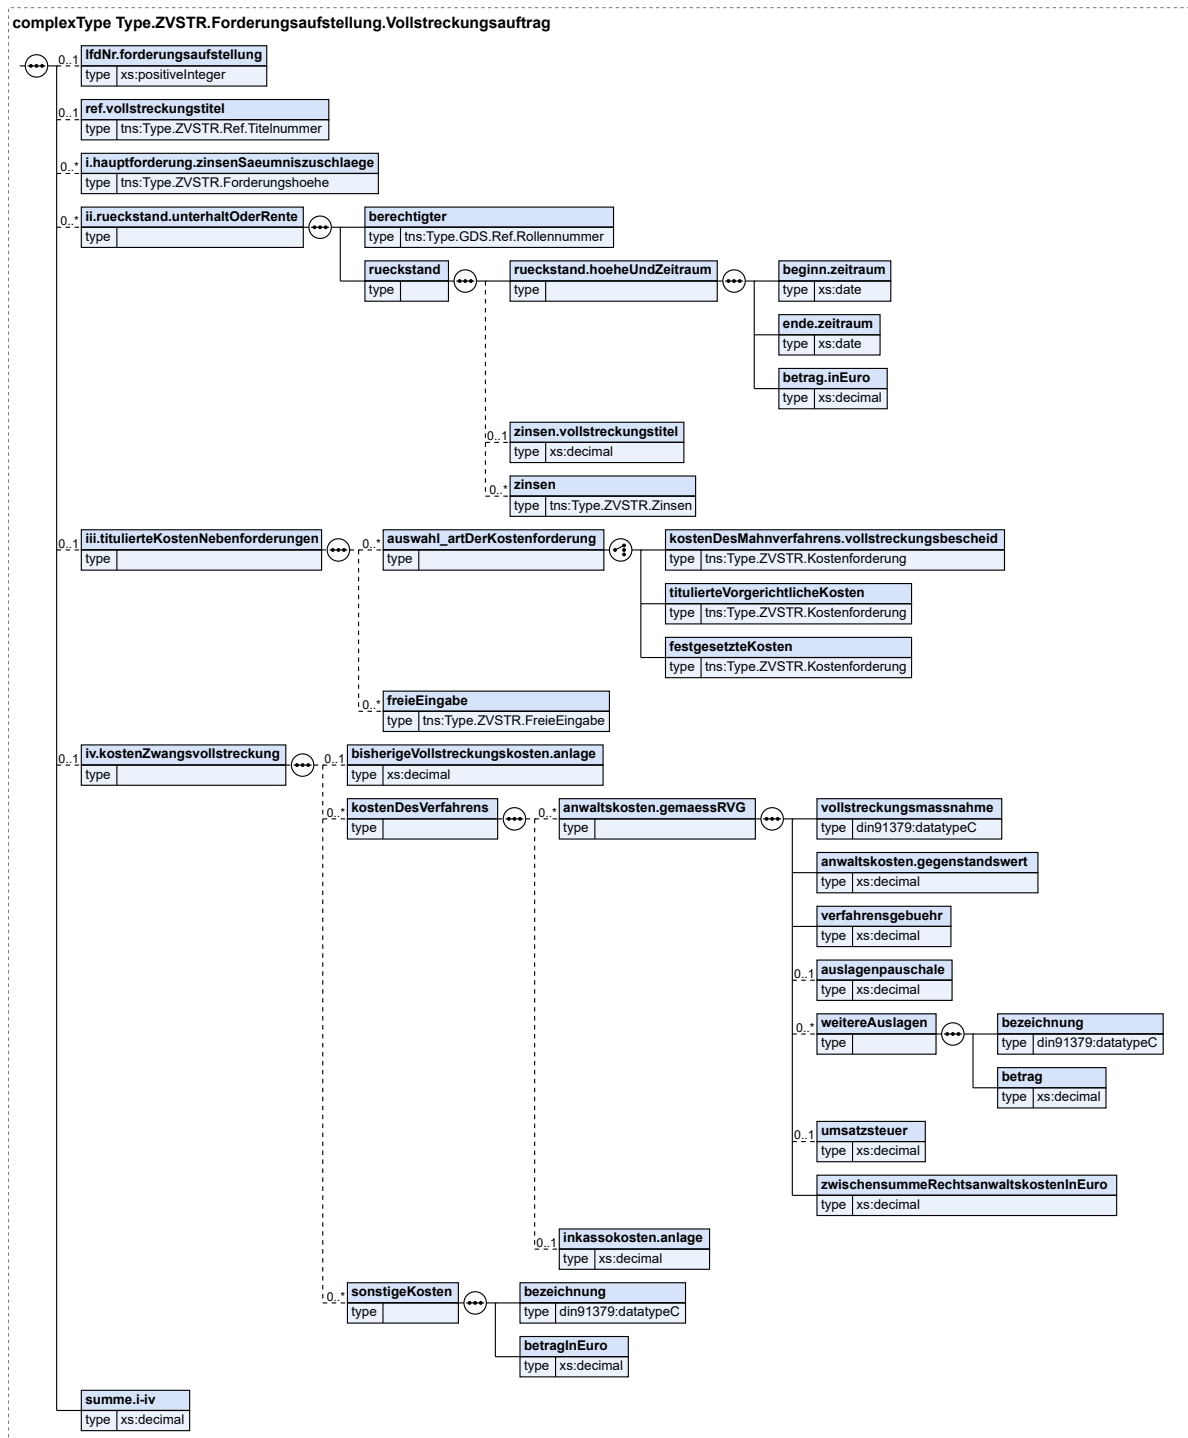 complexType Type.ZVSTR.Forderungsaufstellung.Vollstreckungsauftrag
0..1 lfdNr.forderungsaufstellung
type xs:positiveInteger
0..1 ref.vollstreckungstitel
type tns:Type.ZVSTR.Ref.Titelnummer
0..* i.hauptforderung.zinsenSaeumniszuschlaege
type tns:Type.ZVSTR.Forderungshoehe
0..* ii.rueckstand.unterhaltOderRente berechtigter
type type tns:Type.GDS.Ref.Rollennummer
rueckstand rueckstand.hoeheUndZeitraum beginn.zeitraum
type type type xs:date
ende.zeitraum
type xs:date
betrag.inEuro
type xs:decimal
0..1 zinsen.vollstreckungstitel
type xs:decimal
0..* zinsen
type tns:Type.ZVSTR.Zinsen
0..1 iii.titulierteKostenNebenforderungen 0..* auswahl_artDerKostenforderung kostenDesMahnverfahrens.vollstreckungsbescheid
type type type tns:Type.ZVSTR.Kostenforderung
titulierteVorgerichtlicheKosten
type tns:Type.ZVSTR.Kostenforderung
festgesetzteKosten
type tns:Type.ZVSTR.Kostenforderung
0..* freieEingabe
type tns:Type.ZVSTR.FreieEingabe
0..1 iv.kostenZwangsvollstreckung 0..1 bisherigeVollstreckungskosten.anlage
type type xs:decimal
0..* kostenDesVerfahrens 0..* anwaltskosten.gemaessRVG vollstreckungsmassnahme
type type type din91379:datatypeC
anwaltskosten.gegenstandswert
type xs:decimal
verfahrensgebuehr
type xs:decimal
0..1 auslagenpauschale
type xs:decimal
0..* weitereAuslagen bezeichnung
type type din91379:datatypeC
betrag
type xs:decimal
0..1 umsatzsteuer
type xs:decimal
zwischensummeRechtsanwaltskostenInEuro
type xs:decimal
0..1 inkassokosten.anlage
type xs:decimal
0..* sonstigeKosten bezeichnung
type type din91379:datatypeC
betragInEuro
type xs:decimal
summe.i-iv
type xs:decimal